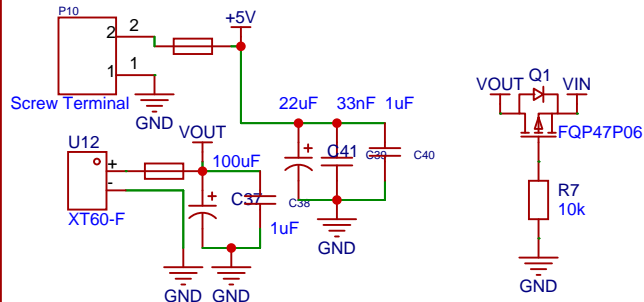 P10
2
2
1
1
Screw Terminal
GND
+5V
22uF
33nF
1uF
C41
C39
C40
GND
U12
+
-
XT60-F
VOUT
100uF
+
C37
C38
1uF
GND
GND
+
VOUT
Q1
VIN
FQP47P06
R7
10k
GND